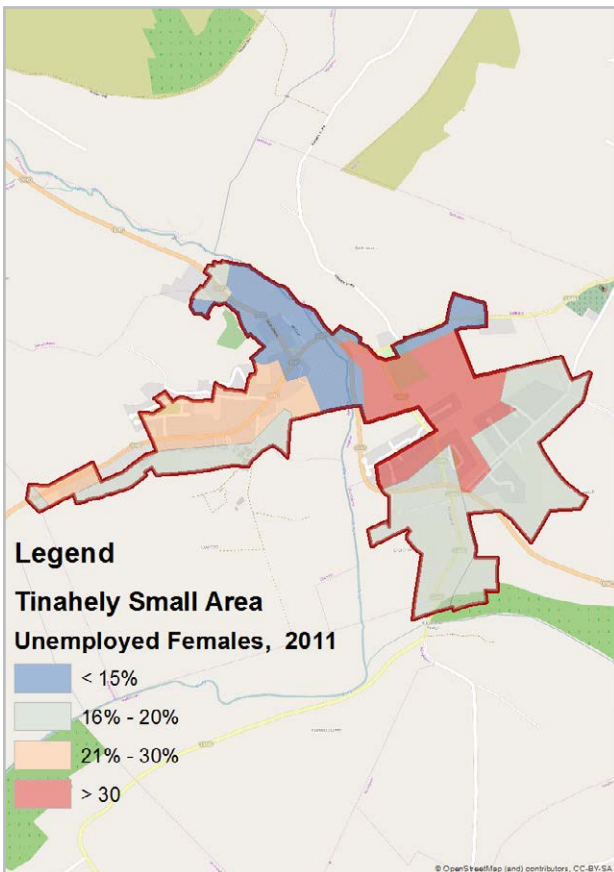 Legend
Tinahely Small Area
Unemployed Females, 2011
< 15%
16% - 20%
21% - 30%
> 30
© OpenStreetMap (and) contributors, CC-BY-SA